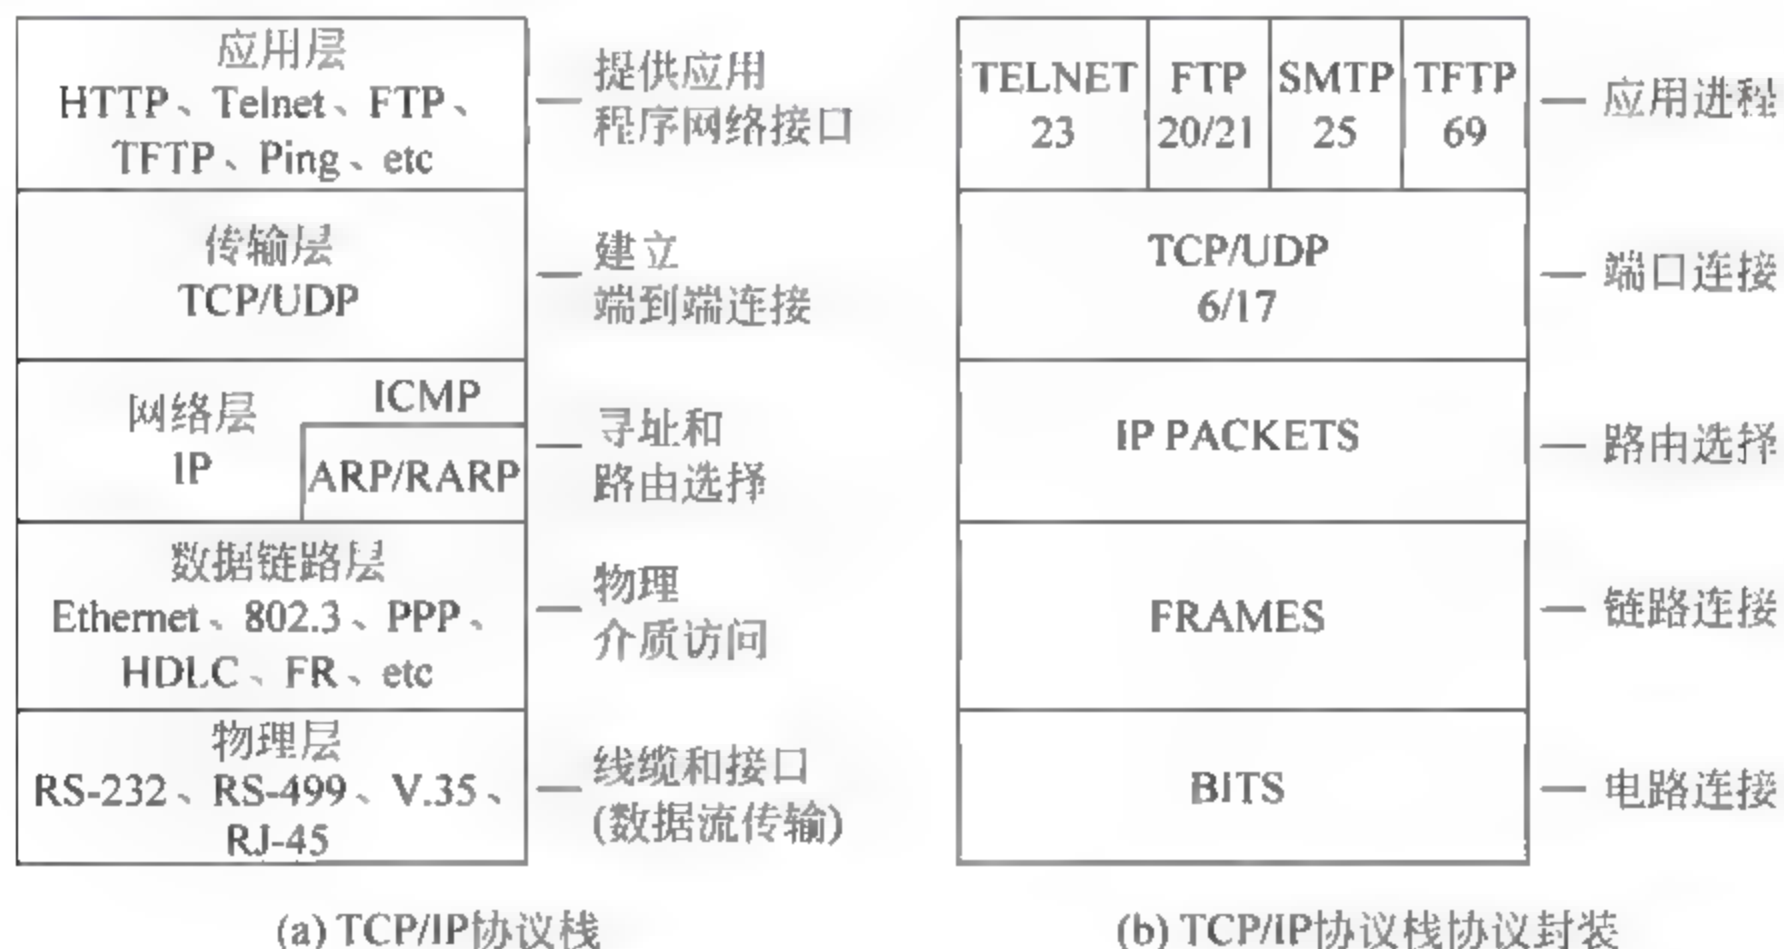 应用层
HTTP、Telnet、FTP、
TFTP、Ping、etc
提供应用
程序网络接口
传输层
TCP/UDP
建立
端到端连接
网络层
IP
ICMP
ARP/RARP
寻址和
路由选择
数据链路层
Ethernet、802.3、PPP、
HDLC、FR、etc
物理
介质访问
物理层
RS-232、RS-499、V.35、
RJ-45
线缆和接口
(数据流传输)
(a) TCP/IP协议栈
TELNET
23
FTP
20/21
SMTP
25
TFTP
69
应用进程
TCP/UDP
6/17
端口连接
IP PACKETS
路由选择
FRAMES
链路连接
BITS
电路连接
(b) TCP/IP协议栈协议封装